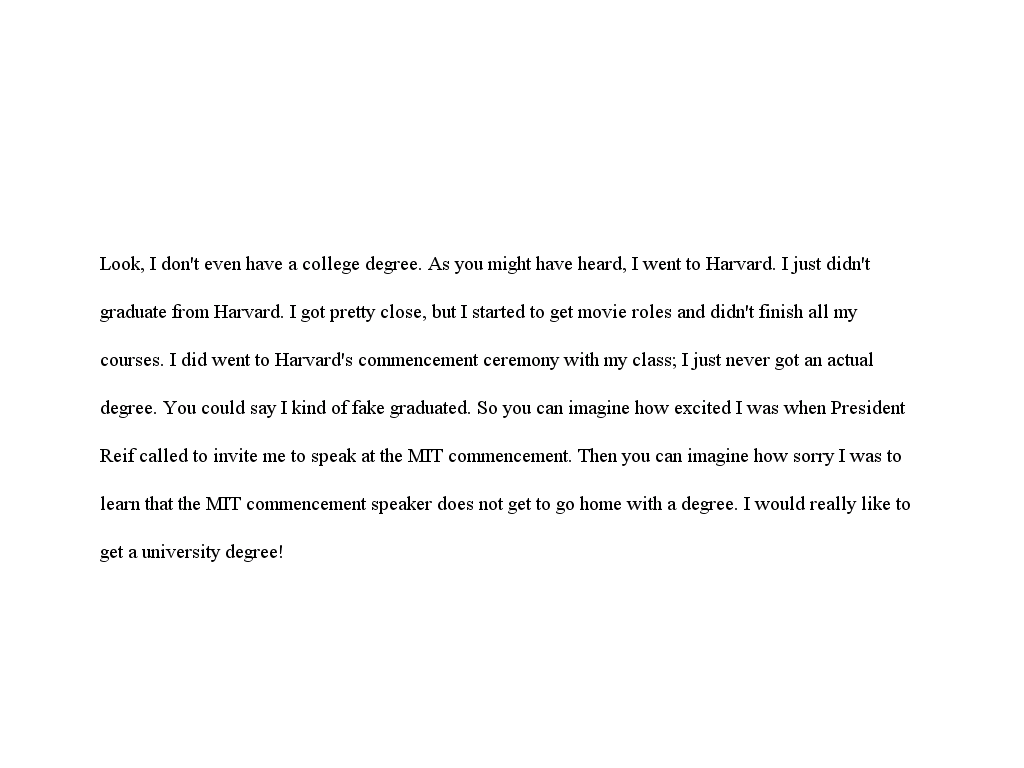 Look, I don't even have a college degree. As you might have heard, I went to Harvard. I just didn't
graduate from Harvard. I got pretty close, but I started to get movie roles and didn't finish all my
courses. I did went to Harvard's commencement ceremony with my class; I just never got an actual
degree. You could say I kind of fake graduated. So you can imagine how excited I was when President
Reif called to invite me to speak at the MIT commencement. Then you can imagine how sorry I was to
learn that the MIT commencement speaker does not get to go home with a degree. I would really like to
get a university degree!